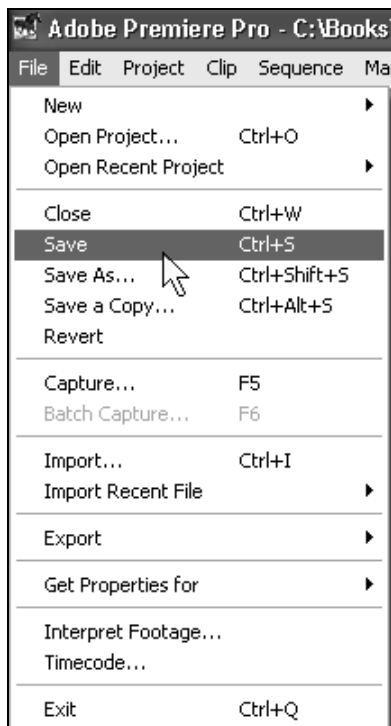 Adobe Premiere Pro - C:\Books\
File Edit Project Clip Sequence Ma
New
Open Project... Ctrl+O
Open Recent Project
Close Ctrl+W
Save Ctrl+S
Save As... Ctrl+Shift+S
Save a Copy... Ctrl+Alt+S
Revert
Capture... F5
Batch Capture... F6
Import... Ctrl+I
Import Recent File
Export
Get Properties for
Interpret Footage...
Timecode...
Exit Ctrl+Q